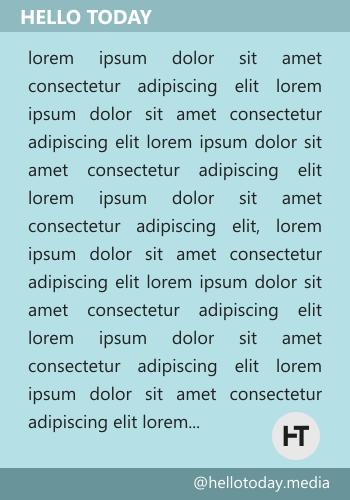 HELLO TODAY
lorem ipsum dolor sit amet
consectetur adipiscing elit lorem
ipsum dolor sit amet consectetur
adipiscing elit lorem ipsum dolor sit
amet consectetur adipiscing elit
lorem ipsum dolor sit amet
consectetur adipiscing elit, lorem
ipsum dolor sit amet consectetur
adipiscing elit lorem ipsum dolor sit
amet consectetur adipiscing elit
lorem ipsum dolor sit amet
consectetur adipiscing elit lorem
ipsum dolor sit amet consectetur
adipiscing elit lorem...
HT
@hellotoday.media